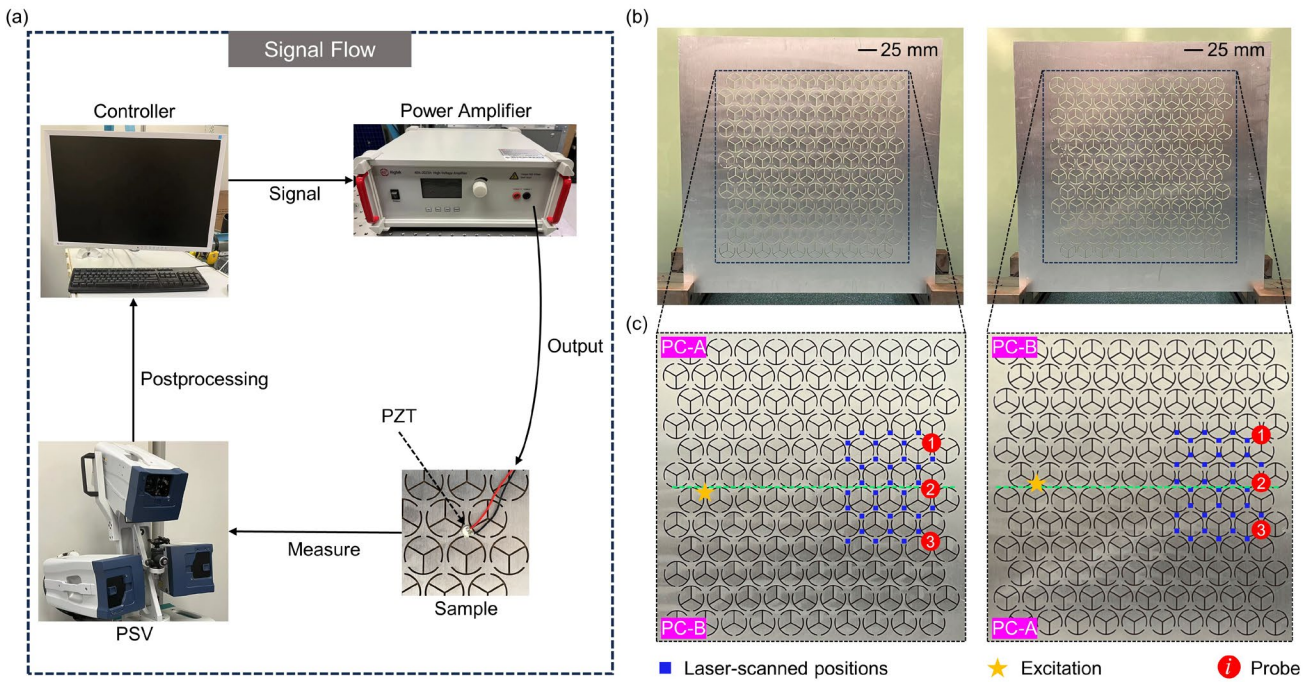 (a)
Signal Flow
Controller
Power Amplifier
Signal
Output
Postprocessing
PZT
Measure
PSV
Sample
(b)
25 mm
25 mm
(c)
PC-A
1
2
3
PC-B
PC-B
1
2
3
PC-A
Laser-scanned positions
Excitation
i Probe